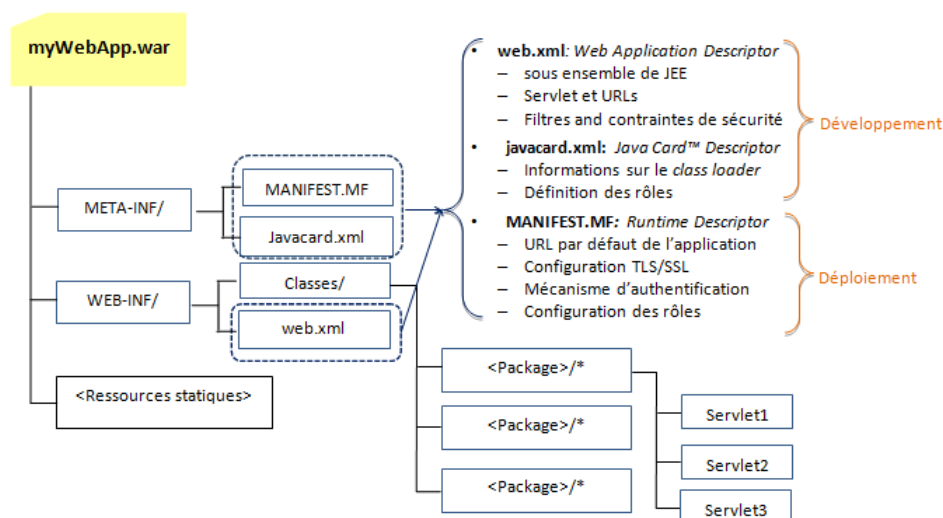 myWebApp.war
META-INF/
MANIFEST.MF
Javacard.xml
WEB-INF/
Classes/
web.xml
<Ressources statiques>
• web.xml: Web Application Descriptor
– sous ensemble de JEE
– Servlet et URLs
– Filtres and contraintes de sécurité
• javacard.xml: Java Card™ Descriptor
– Informations sur le class loader
– Définition des rôles
• MANIFEST.MF: Runtime Descriptor
– URL par défaut de l'application
– Configuration TLS/SSL
– Mécanisme d'authentification
– Configuration des rôles
Développement
Déploiement
<Package>/*
<Package>/*
<Package>/*
Servlet1
Servlet2
Servlet3